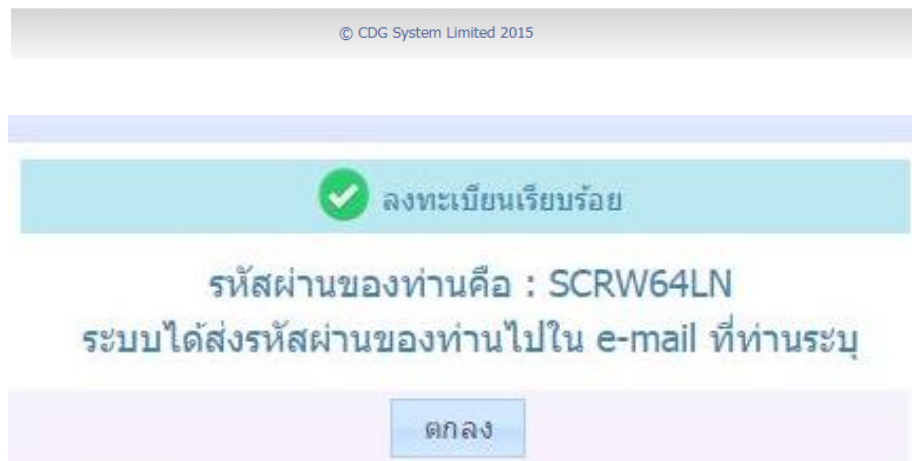 © CDG System Limited 2015
ลงทะเบียนเรียบร้อย
รหัสผ่านของท่านคือ : SCRW64LN
ระบบได้ส่งรหัสผ่านของท่านไปใน e-mail ที่ท่านระบุ
ตกลง